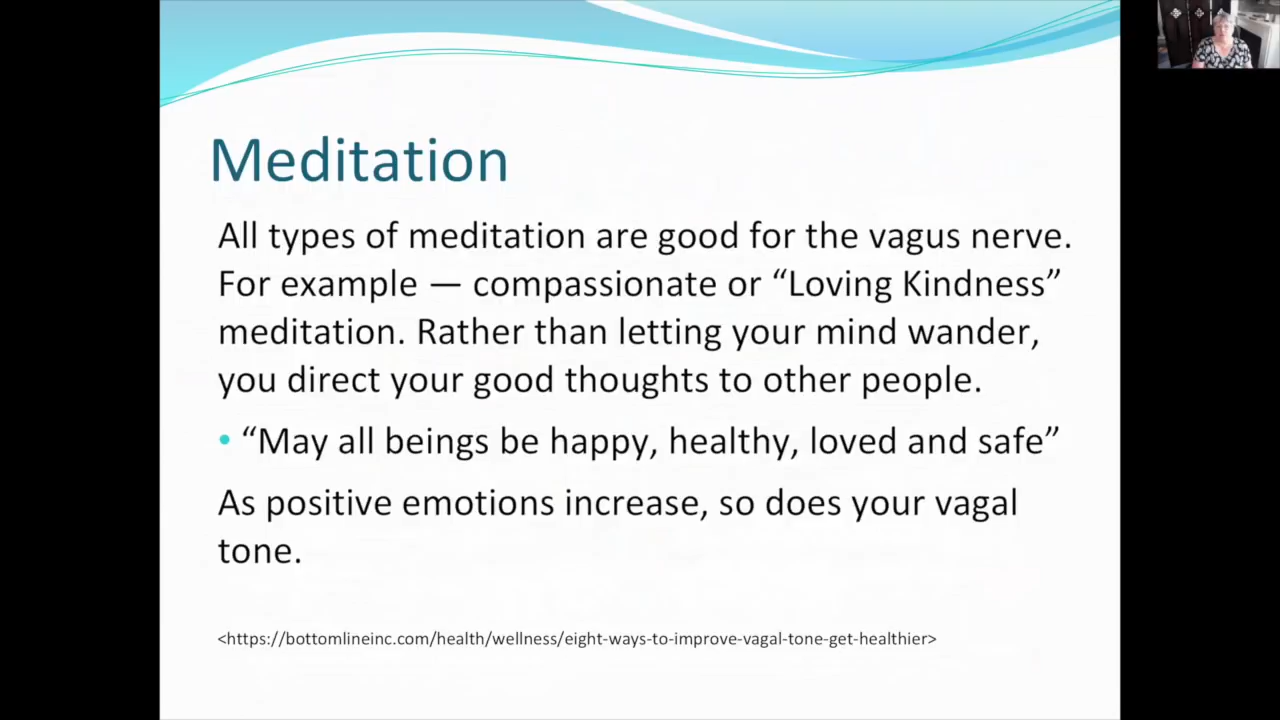 Meditation
All types of meditation are good for the vagus nerve.
For example — compassionate or “Loving Kindness”
meditation. Rather than letting your mind wander,
you direct your good thoughts to other people.
• “May all beings be happy, healthy, loved and safe”
As positive emotions increase, so does your vagal
tone.
<https://bottomlineinc.com/health/wellness/eight-ways-to-improve-vagal-tone-get-healthier>